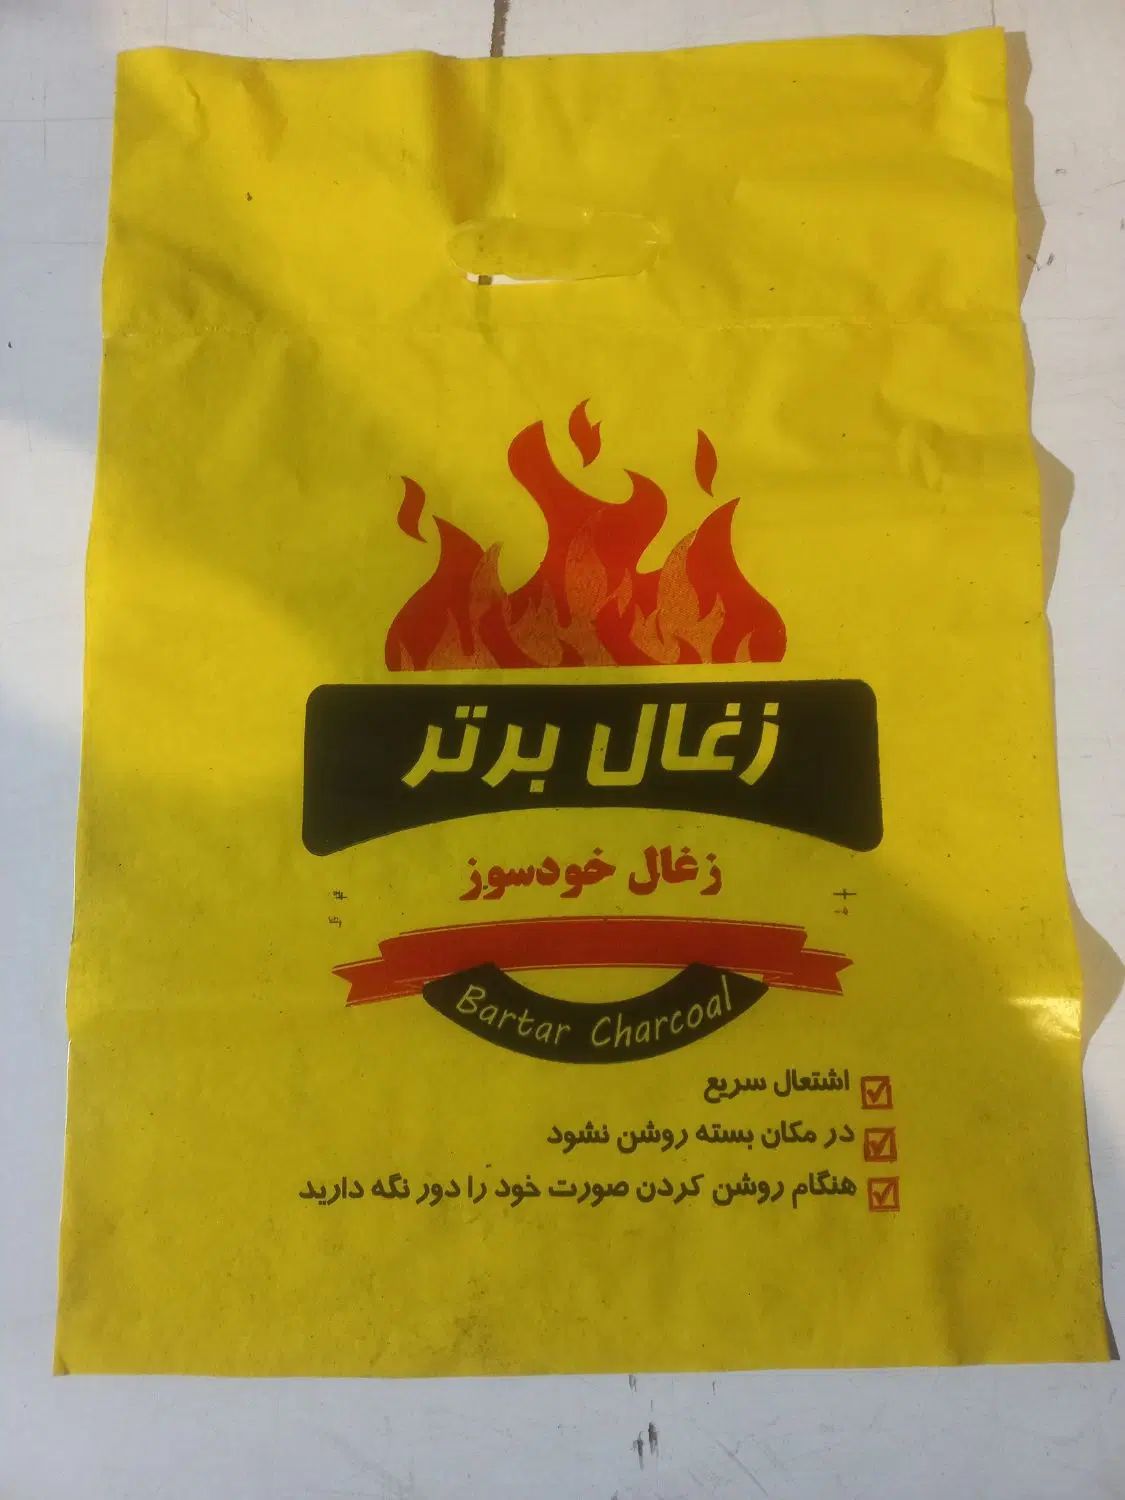 زغال برتر
زغال خودسوز
Bartar Charcoal
اشتعال سریع
در مکان بسته روشن نشود
هنگام روشن کردن صورت خود را دور نگه دارید